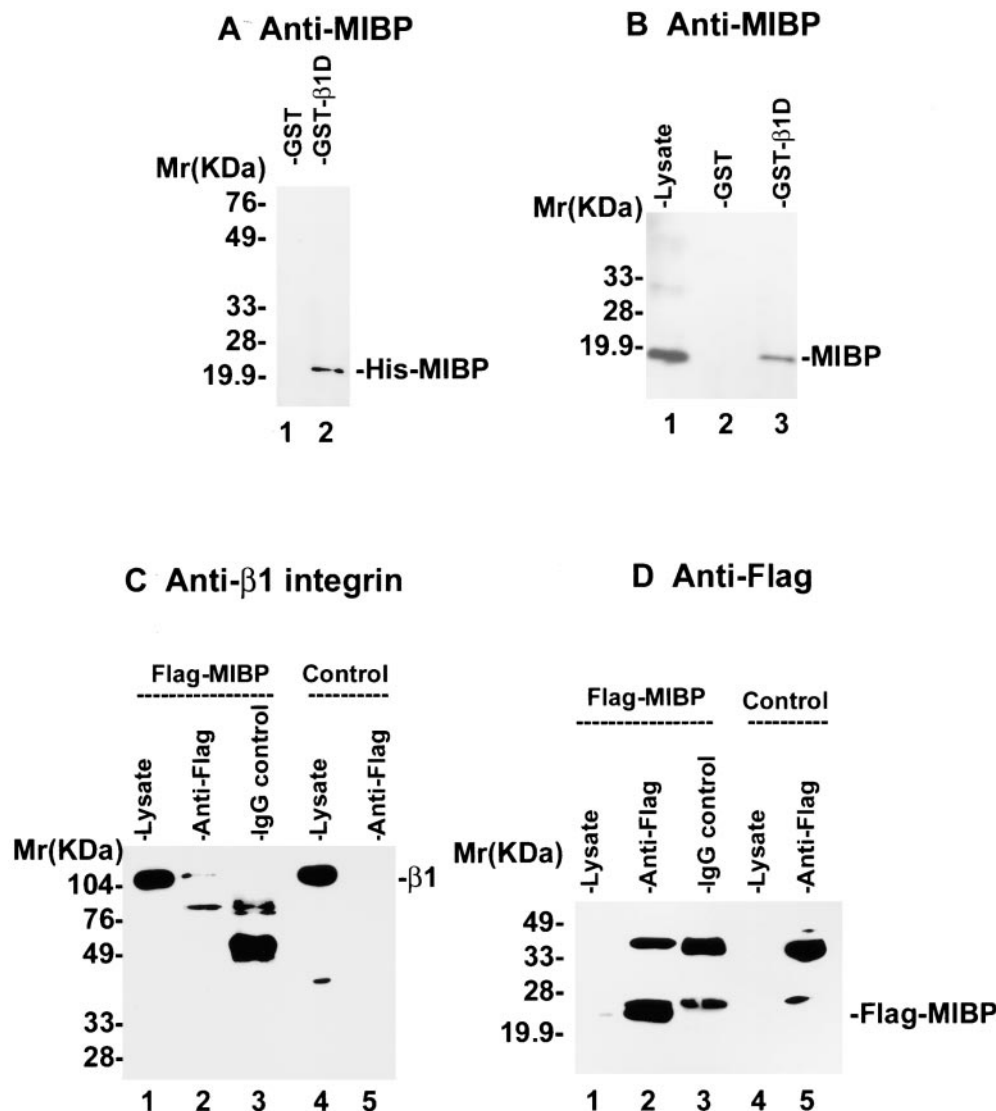 A Anti-MIBP
-GST
-GST-β1D
Mr(KDa)
76-
49-
33-
28-
19.9-
-His-MIBP
1 2
B Anti-MIBP
-Lysate
-GST
-GST-β1D
Mr(KDa)
33-
28-
19.9-
-MIBP
1 2 3
C Anti-β1 integrin
Flag-MIBP Control
-Lysate
-Anti-Flag
-IgG control
-Lysate
-Anti-Flag
Mr(KDa)
104-
76-
49-
33-
28-
-β1
1 2 3 4 5
D Anti-Flag
Flag-MIBP Control
-Lysate
-Anti-Flag
-IgG control
-Lysate
-Anti-Flag
Mr(KDa)
49-
33-
28-
19.9-
-Flag-MIBP
1 2 3 4 5